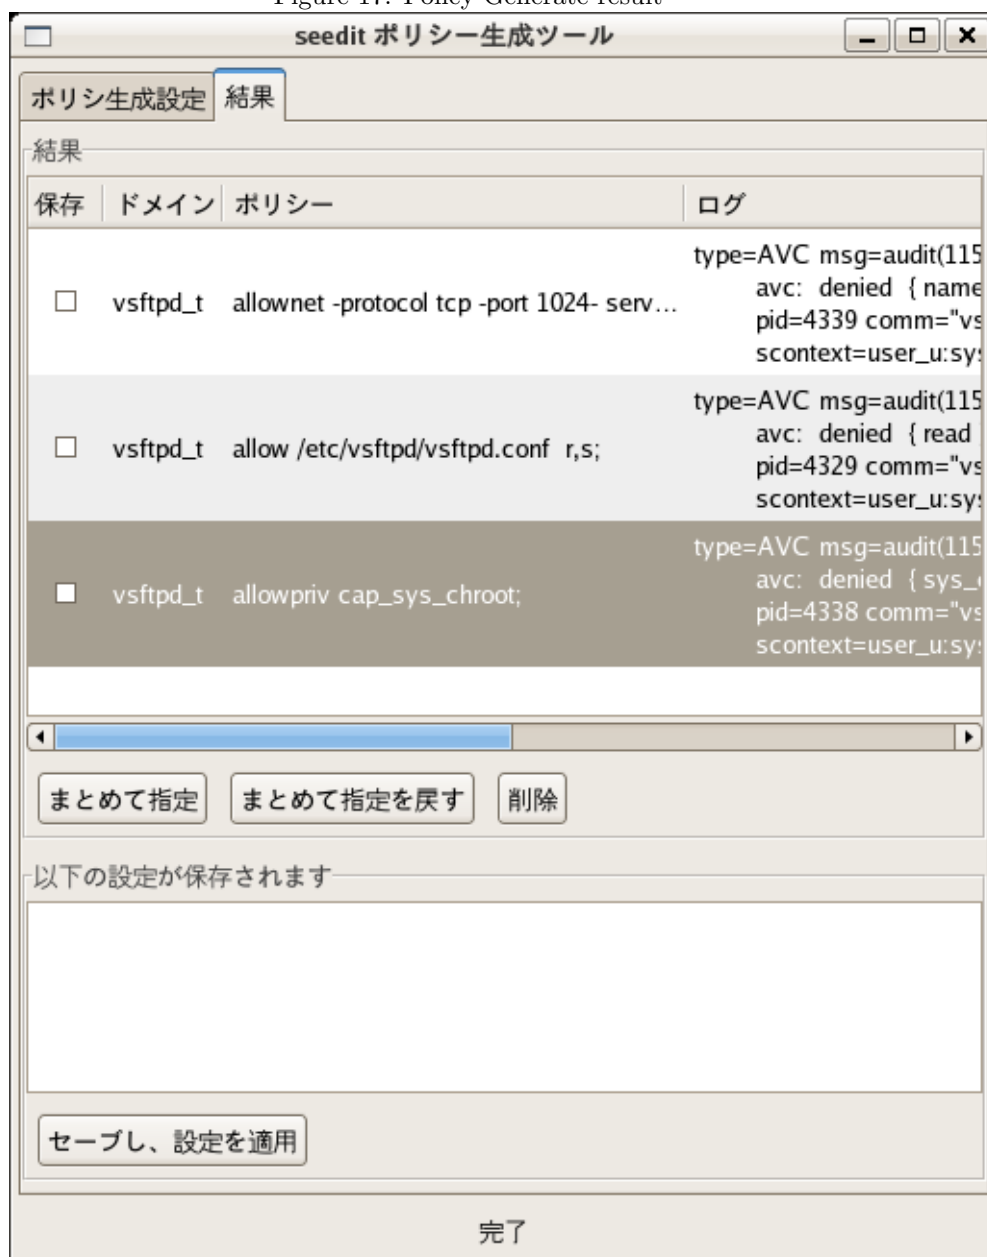 Figure 17: Policy Generate result
seedit ポリシー生成ツール
ポリシ生成設定 結果
結果
保存 ドメイン ポリシー ログ
type=AVC msg=audit(115
avc: denied { name
vsftpd_t allownet -protocol tcp -port 1024- serv...
pid=4339 comm="vs
scontext=user_u:sys
type=AVC msg=audit(115
avc: denied { read }
vsftpd_t allow /etc/vsftpd/vsftpd.conf r,s;
pid=4329 comm="vs
scontext=user_u:sys
type=AVC msg=audit(115
avc: denied { sys_c
vsftpd_t allowpriv cap_sys_chroot;
pid=4338 comm="vs
scontext=user_u:sys
まとめて指定 まとめて指定を戻す 削除
以下の設定が保存されます
セーブし、設定を適用
完了